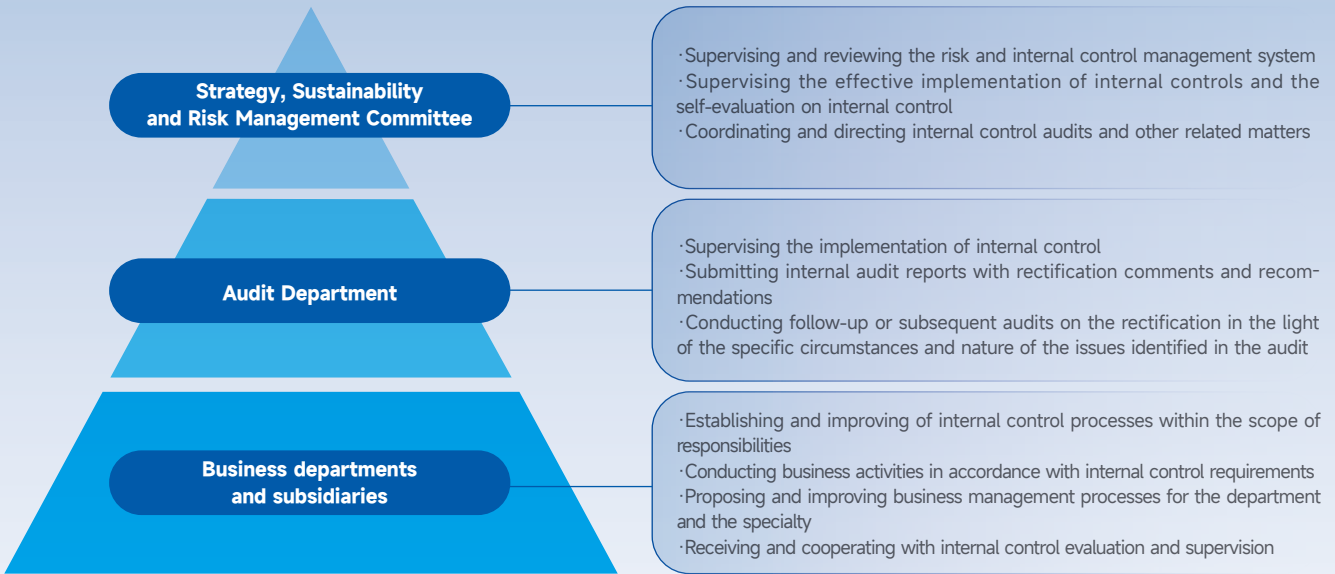 Strategy, Sustainability
and Risk Management Committee
·Supervising and reviewing the risk and internal control management system
·Supervising the effective implementation of internal controls and the
self-evaluation on internal control
·Coordinating and directing internal control audits and other related matters
Audit Department
·Supervising the implementation of internal control
·Submitting internal audit reports with rectification comments and recom-
mendations
·Conducting follow-up or subsequent audits on the rectification in the light
of the specific circumstances and nature of the issues identified in the audit
Business departments
and subsidiaries
·Establishing and improving of internal control processes within the scope of
responsibilities
·Conducting business activities in accordance with internal control requirements
·Proposing and improving business management processes for the department
and the specialty
·Receiving and cooperating with internal control evaluation and supervision